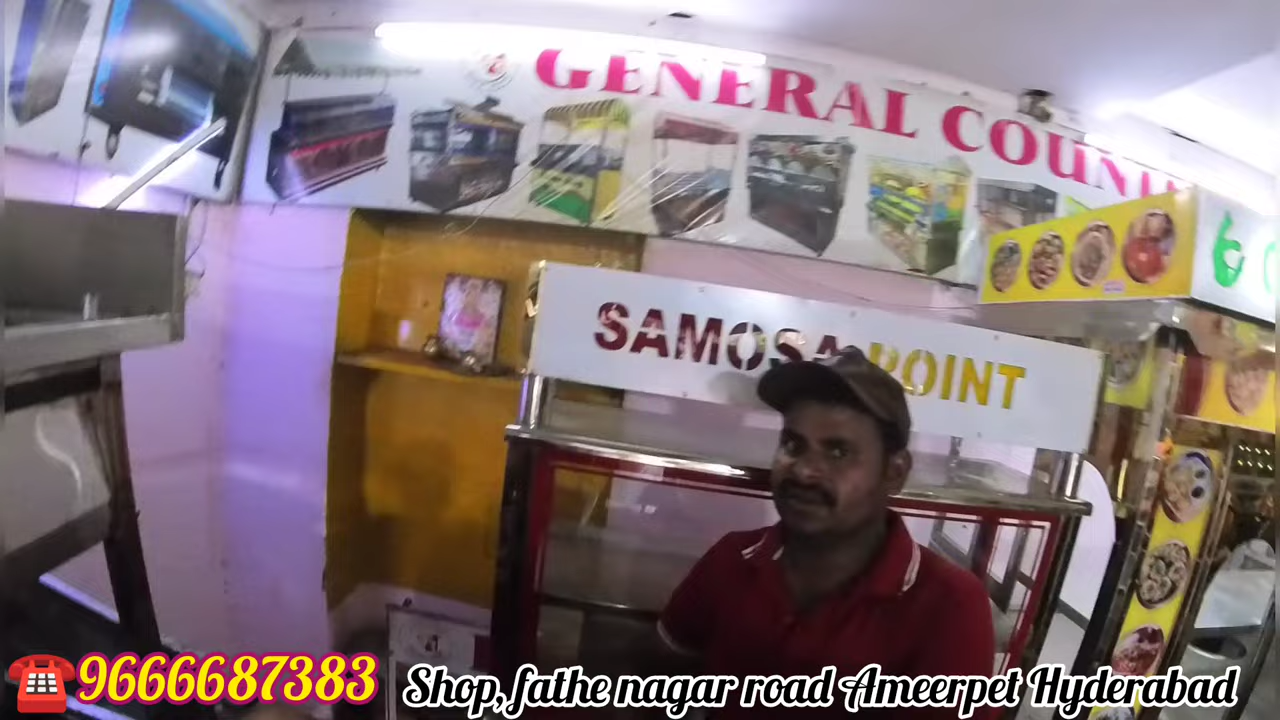 GENERAL COUN
SAMOSA POINT
9666687383
Shop, fathe nagar road Ameerpet Hyderabad